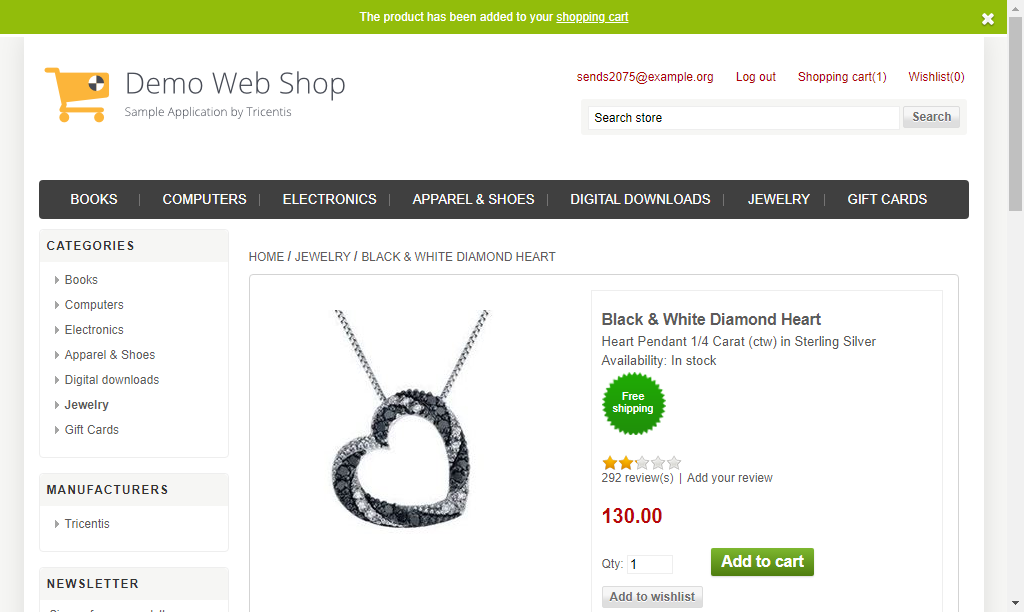 The product has been added to your shopping cart
Demo Web Shop
Sample Application by Tricentis
sends2075@example.org Log out Shopping cart(1) Wishlist(0)
Search store Search
BOOKS | COMPUTERS | ELECTRONICS | APPAREL & SHOES | DIGITAL DOWNLOADS | JEWELRY | GIFT CARDS
CATEGORIES
Books
Computers
Electronics
Apparel & Shoes
Digital downloads
Jewelry
Gift Cards
MANUFACTURERS
Tricentis
NEWSLETTER
HOME / JEWELRY / BLACK & WHITE DIAMOND HEART
Black & White Diamond Heart
Heart Pendant 1/4 Carat (ctw) in Sterling Silver
Availability: In stock
Free
shipping
292 review(s) | Add your review
130.00
Qty: 1 Add to cart
Add to wishlist